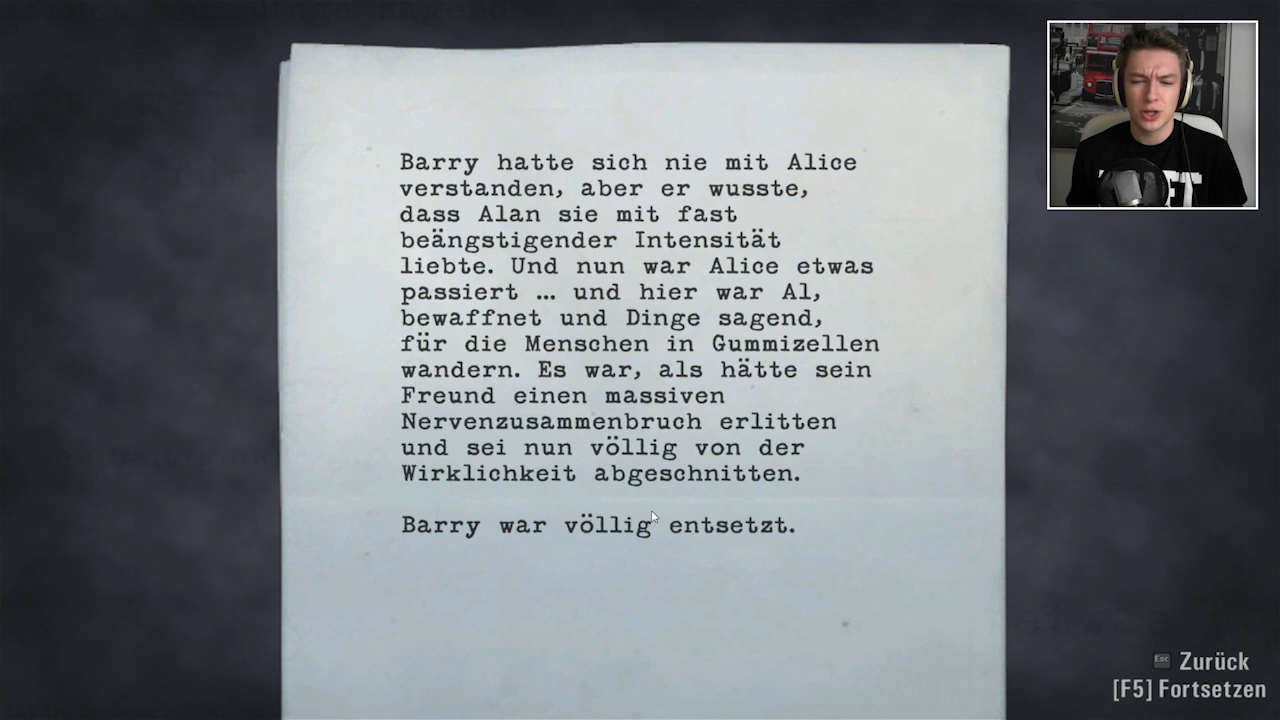 Barry hatte sich nie mit Alice
verstanden, aber er wusste,
dass Alan sie mit fast
beängstigender Intensität
liebte. Und nun war Alice etwas
passiert … und hier war Al,
bewaffnet und Dinge sagend,
für die Menschen in Gummizellen
wandern. Es war, als hätte sein
Freund einen massiven
Nervenzusammenbruch erlitten
und sei nun völlig von der
Wirklichkeit abgeschnitten.
Barry war völlig entsetzt.
Esc Zurück
[F5] Fortsetzen